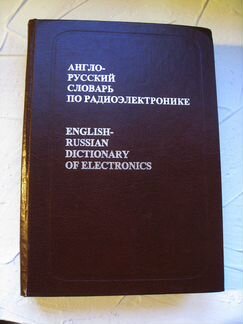 АНГЛО-
РУССКИЙ
СЛОВАРЬ
ПО РАДИОЭЛЕКТРОНИКЕ
ENGLISH-
RUSSIAN
DICTIONARY
OF ELECTRONICS